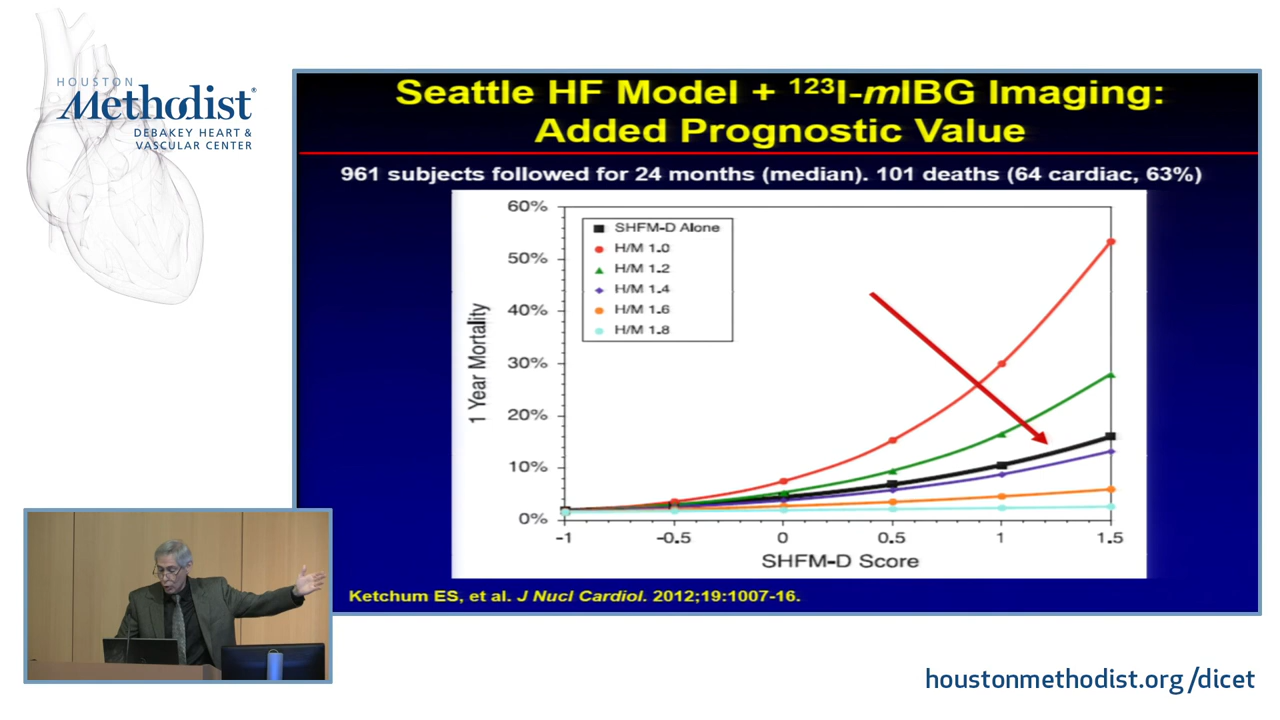 HOUSTON
Methodist®
DEBAKEY HEART &
VASCULAR CENTER
Seattle HF Model + ¹²³I-mIBG Imaging:
Added Prognostic Value
961 subjects followed for 24 months (median). 101 deaths (64 cardiac, 63%)
60%
50%
40%
30%
20%
10%
0%
1 Year Mortality
SHFM-D Alone
H/M 1.0
H/M 1.2
H/M 1.4
H/M 1.6
H/M 1.8
-1 -0.5 0 0.5 1 1.5
SHFM-D Score
Ketchum ES, et al. J Nucl Cardiol. 2012;19:1007-16.
houstonmethodist.org/dicet